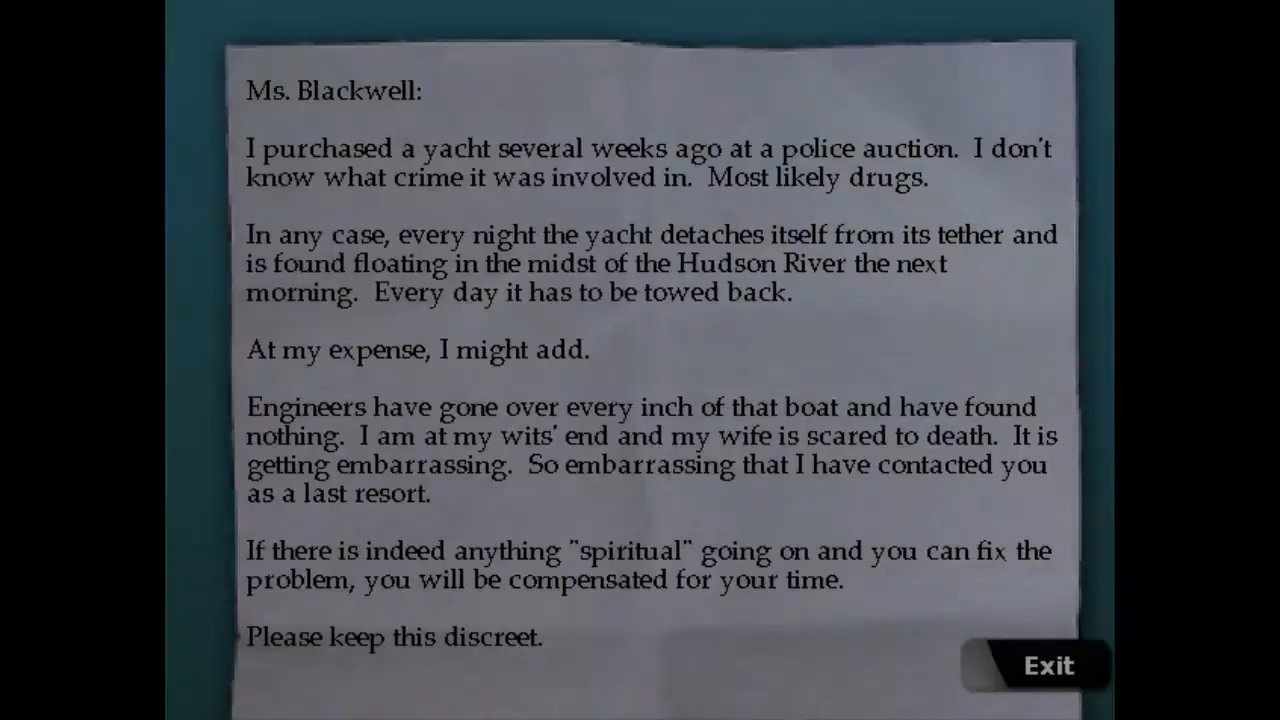 Ms. Blackwell:
I purchased a yacht several weeks ago at a police auction.  I don't
know what crime it was involved in.  Most likely drugs.
In any case, every night the yacht detaches itself from its tether and
is found floating in the midst of the Hudson River the next
morning.  Every day it has to be towed back.
At my expense, I might add.
Engineers have gone over every inch of that boat and have found
nothing.  I am at my wits' end and my wife is scared to death.  It is
getting embarrassing.  So embarrassing that I have contacted you
as a last resort.
If there is indeed anything "spiritual" going on and you can fix the
problem, you will be compensated for your time.
Please keep this discreet.
Exit